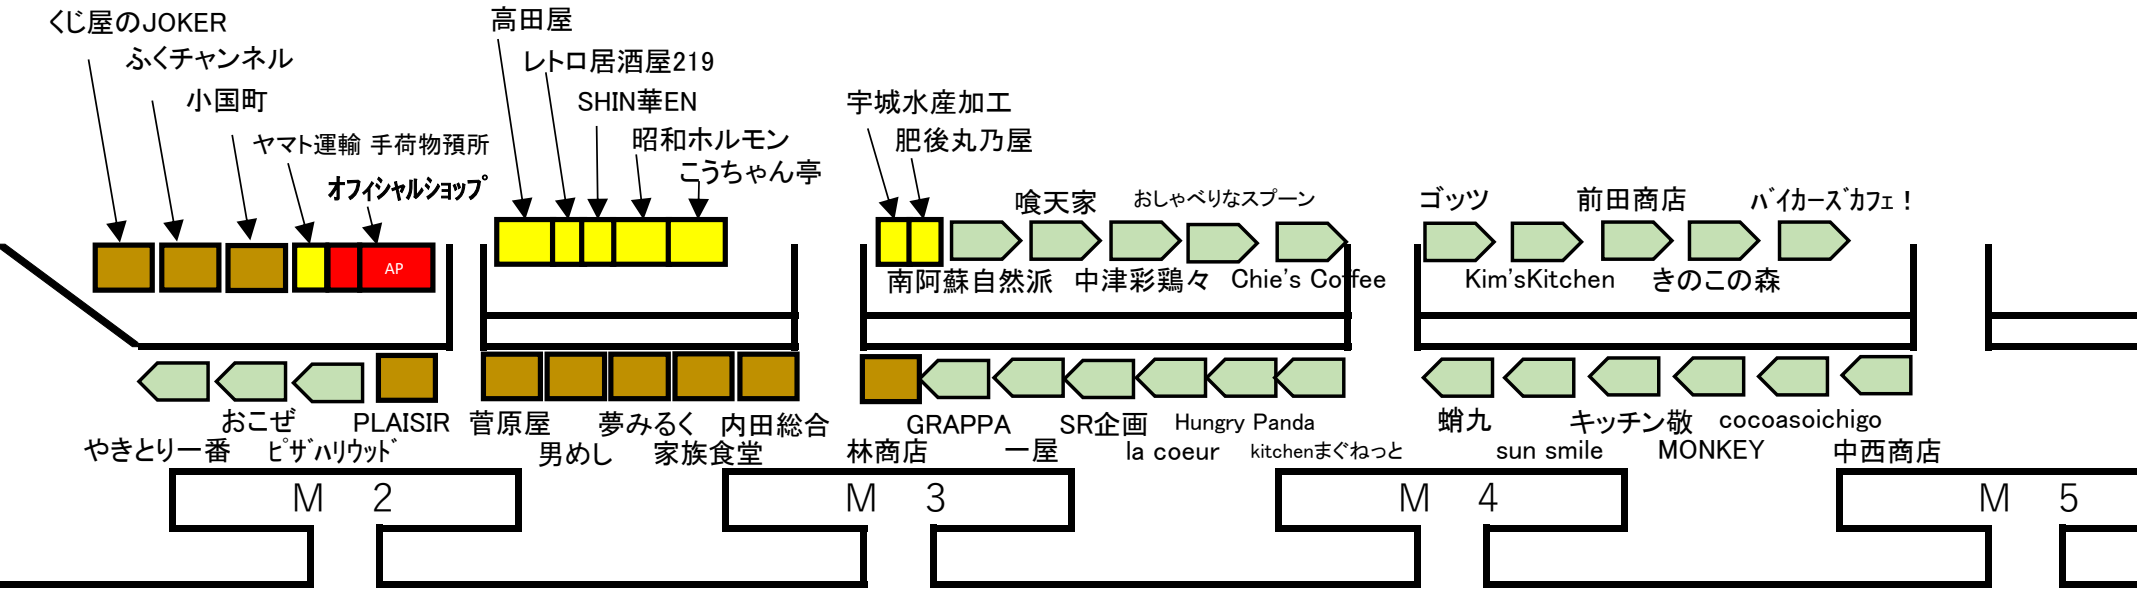 くじ屋のJOKER
ふくチャンネル
小国町
ヤマト運輸 手荷物預所
オフィシャルショップ
AP
高田屋
レトロ居酒屋219
SHIN華EN
昭和ホルモン
こうちゃん亭
宇城水産加工
肥後丸乃屋
喰天家
おしゃべりなスプーン
南阿蘇自然派
中津彩鶏々
Chie's Coffee
ゴッツ
前田商店
バイカーズカフェ！
Kim'sKitchen
きのこの森
おこぜ
PLAISIR
やきとり一番
ピザハリウッド
菅原屋
夢みるく
内田総合
男めし
家族食堂
GRAPPA
SR企画
Hungry Panda
林商店
一屋
la coeur
kitchenまぐねっと
蛸九
キッチン敬
cocoasoichigo
sun smile
MONKEY
中西商店
M 2
M 3
M 4
M 5